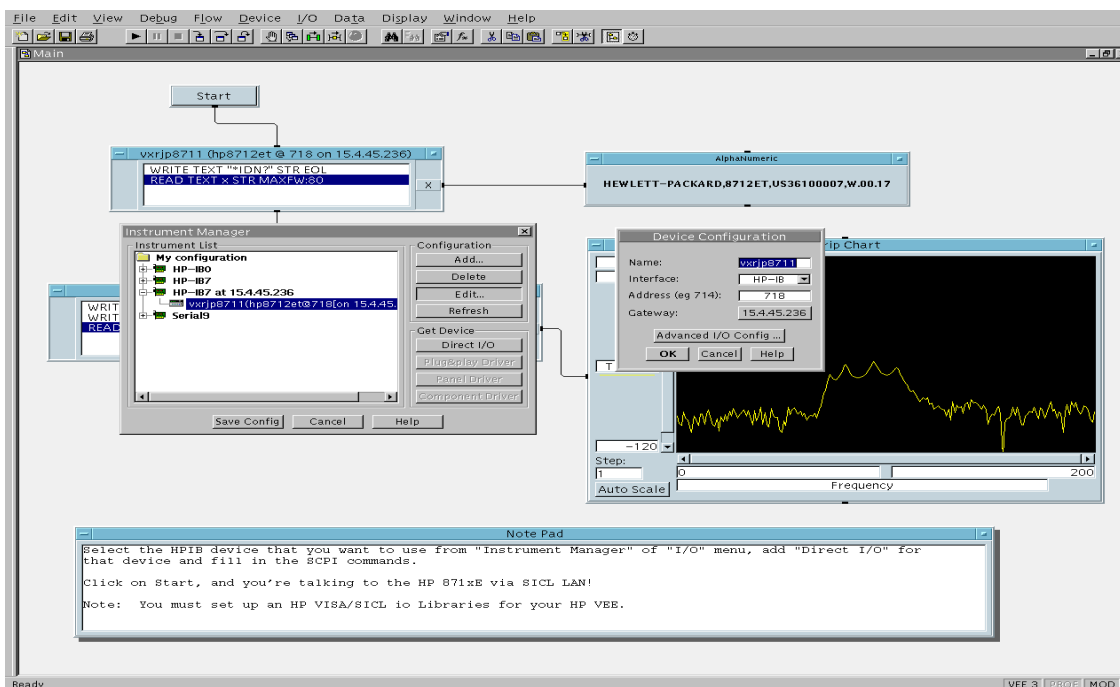 File Edit View Debug Flow Device I/O Data Display Window Help
Main
Start
vxrjp8711 (hp8712et @ 718 on 15.4.45.236)
WRITE TEXT "*IDN?" STR EOL
READ TEXT x STR MAXFW:80
X
AlphaNumeric
HEWLETT-PACKARD,8712ET,US36100007,W.00.17
Instrument Manager
Instrument List
My configuration
HP-IB0
HP-IB7
HP-IB7 at 15.4.45.236
vxrjp8711(hp8712et@718[on 15.4.45.
Serial9
Configuration
Add...
Delete
Edit...
Refresh
Get Device
Direct I/O
Plug&play Driver
Panel Driver
Component Driver
Save Config Cancel Help
WRIT
WRIT
READ
rip Chart
Device Configuration
Name: vxrjp8711
Interface: HP-IB
Address (eg 714): 718
Gateway: 15.4.45.236
Advanced I/O Config ...
OK Cancel Help
T
-120
Step:
1
Auto Scale
0 200
Frequency
Note Pad
Select the HPIB device that you want to use from "Instrument Manager" of "I/O" menu, add "Direct I/O" for
that device and fill in the SCPI commands.
Click on Start, and you're talking to the HP 871xE via SICL LAN!
Note: You must set up an HP VISA/SICL io Libraries for your HP VEE.
Ready
VEE 3 PROF MOD